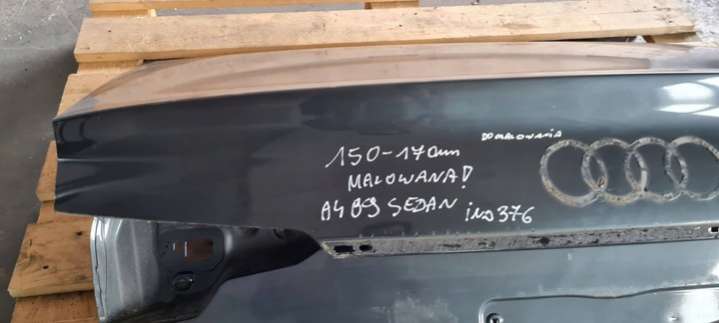 150-170um
DO MALOWANIA
MALOWANA!
A4 B9 SEDAN ino376